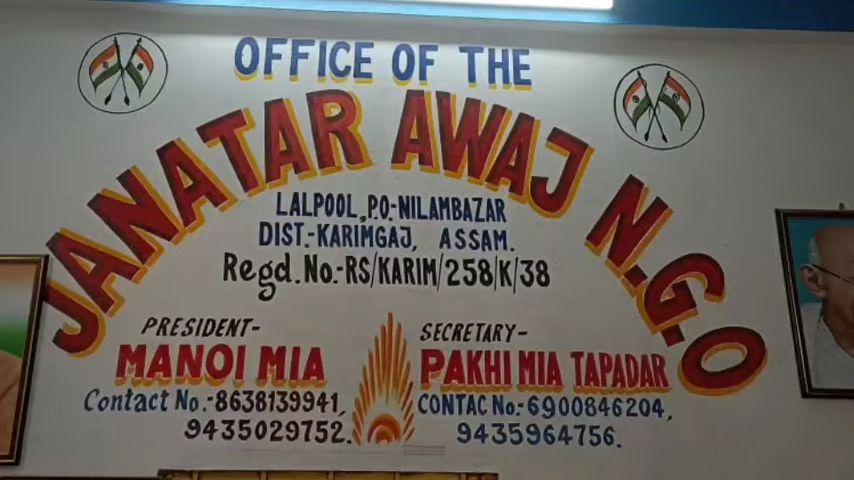 OFFICE OF THE
JANATAR AWAJ N.G.O
LALPOOL, P.O.-NILAMBAZAR
DIST.-KARIMGAJ, ASSAM.
Regd. No.-RS/KARIM/258/K/38
PRESIDENT-
MANOJ MIA
Contact No.-8638139941,
9435029752.
SECRETARY-
PAKHI MIA TAPADAR
CONTAC NO.-6900846204,
9435964756.